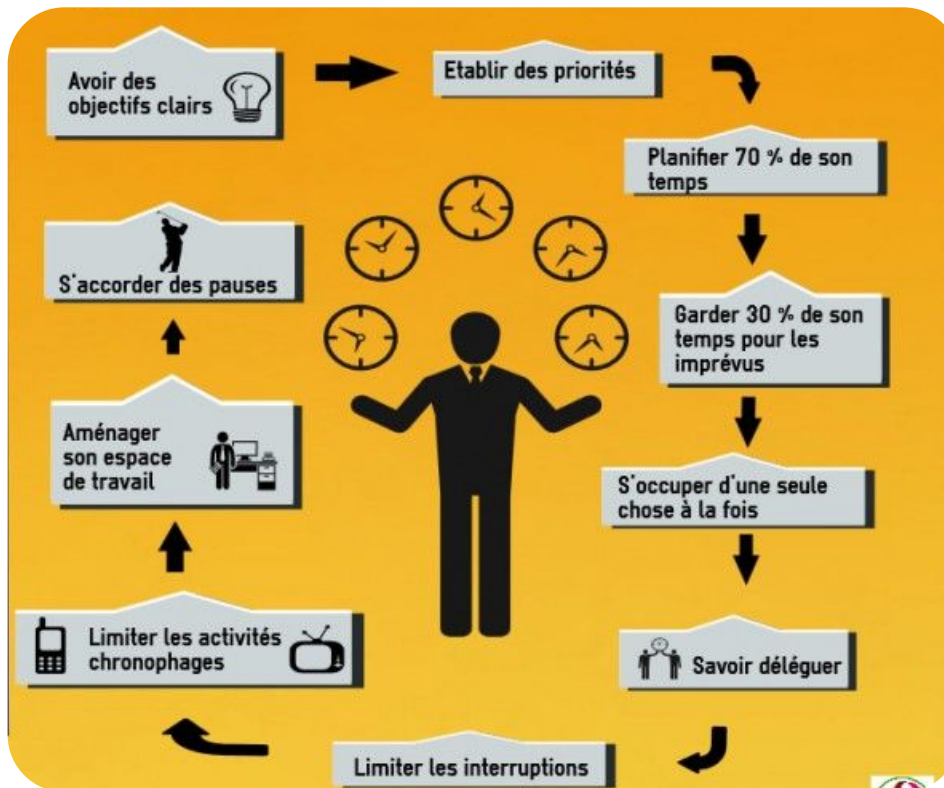 Avoir des
objectifs clairs
Etablir des priorités
Planifier 70 % de son
temps
Garder 30 % de son
temps pour les
imprévus
S'occuper d'une seule
chose à la fois
Savoir déléguer
Limiter les interruptions
Limiter les activités
chronophages
Aménager
son espace
de travail
S'accorder des pauses